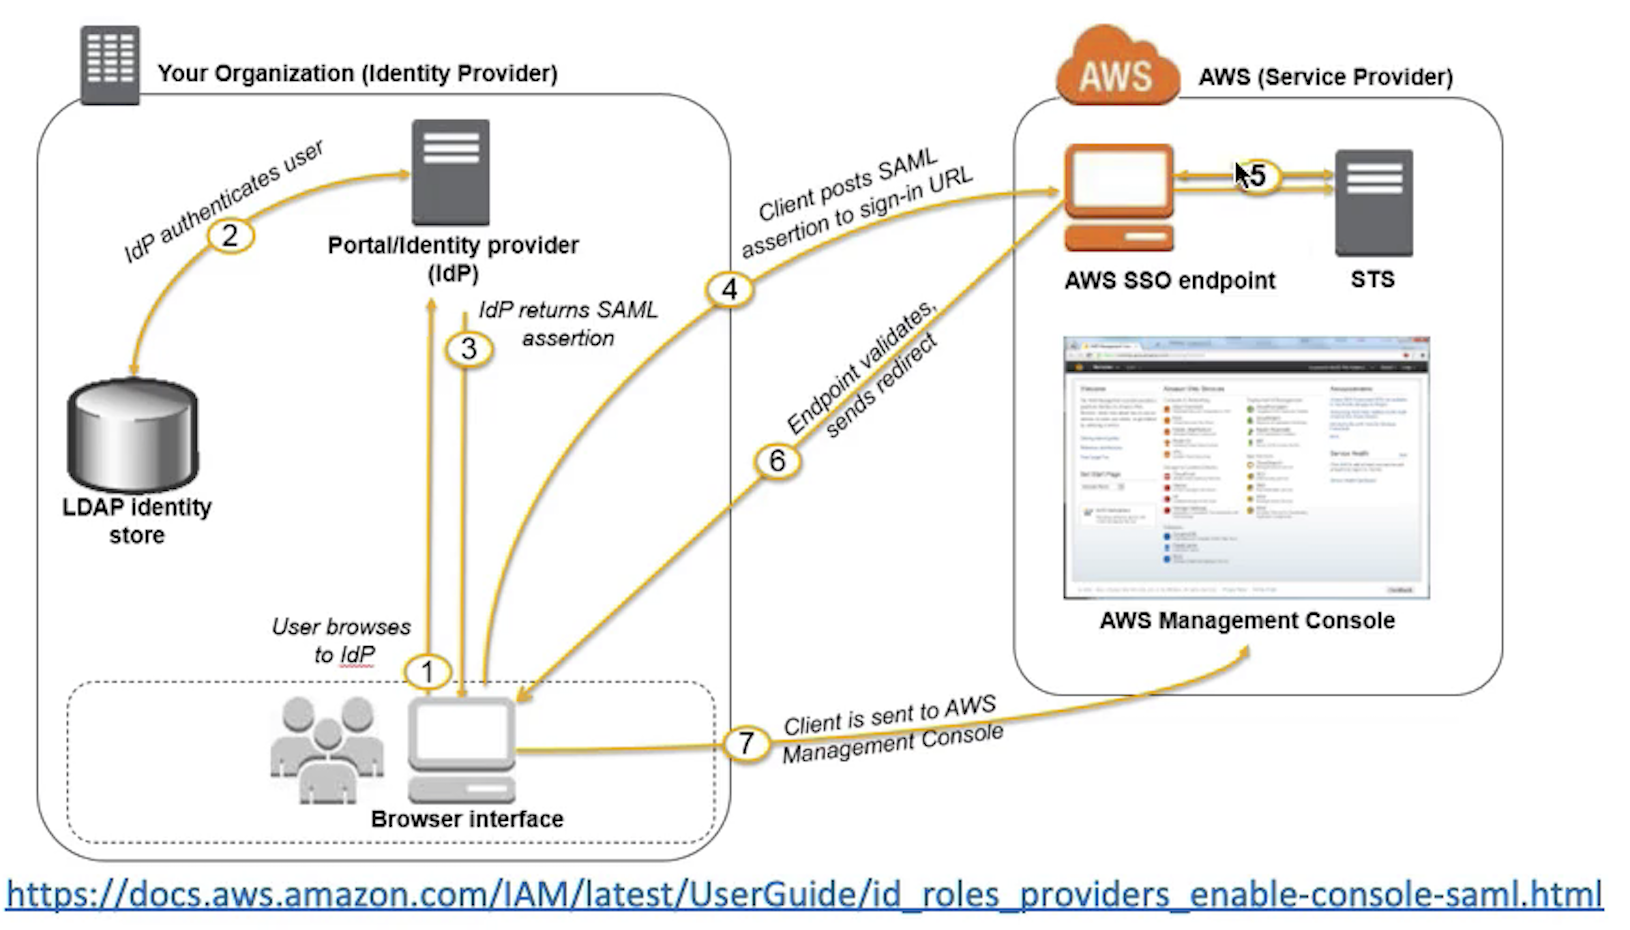 Your Organization (Identity Provider)
AWS
AWS (Service Provider)
IdP authenticates user
2
Portal/Identity provider
(IdP)
IdP returns SAML
assertion
3
LDAP identity
store
User browses
to IdP
1
Browser interface
Client posts SAML
assertion to sign-in URL
4
5
AWS SSO endpoint
STS
Endpoint validates,
sends redirect
6
AWS Management Console
Client is sent to AWS
Management Console
7
https://docs.aws.amazon.com/IAM/latest/UserGuide/id_roles_providers_enable-console-saml.html